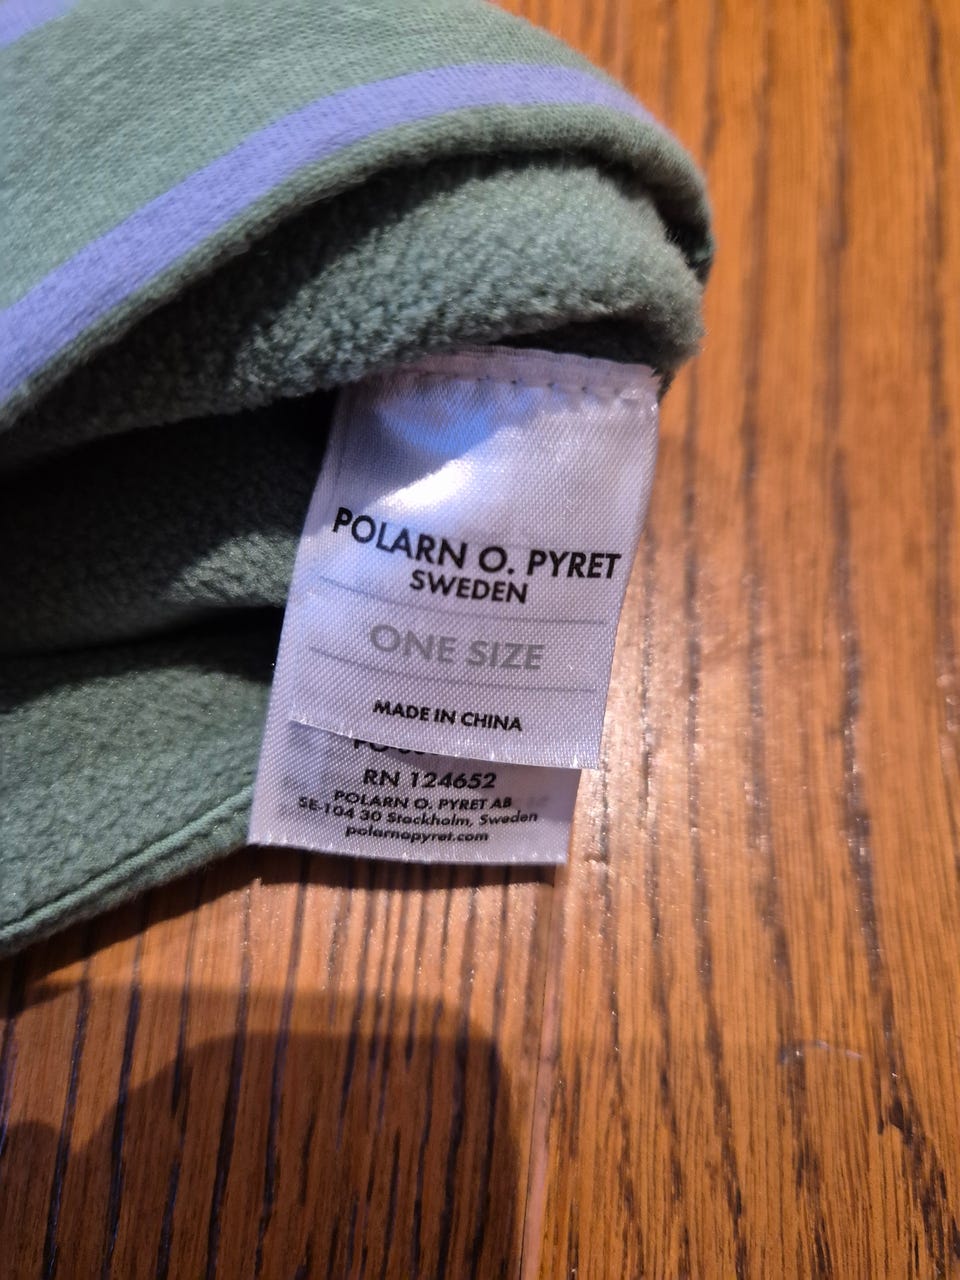 POLARN O. PYRET
SWEDEN
ONE SIZE
MADE IN CHINA
RN 124652
POLARN O. PYRET AB
SE-104 30 Stockholm, Sweden
polarnopyret.com